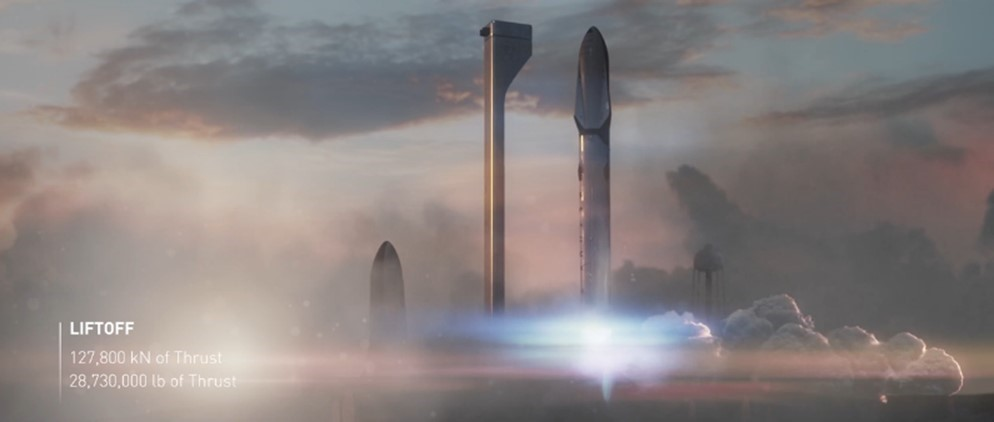 LIFTOFF
127,800 kN of Thrust
28,730,000 lb of Thrust